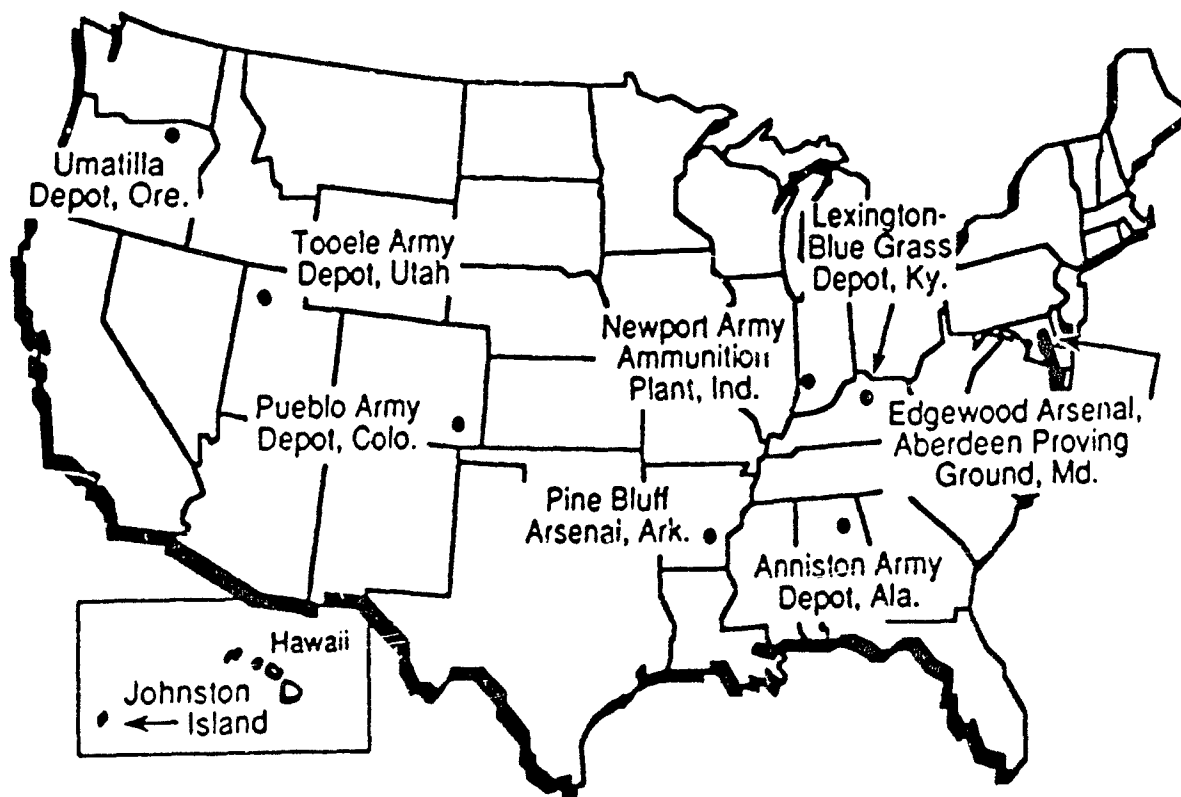 Umatilla
Depot, Ore.
Tooele Army
Depot, Utah
Lexington-
Blue Grass
Depot, Ky.
Newport Army
Ammunition
Plant, Ind.
Pueblo Army
Depot, Colo.
Edgewood Arsenal,
Aberdeen Proving
Ground, Md.
Pine Bluff
Arsenal, Ark.
Anniston Army
Depot, Ala.
Hawaii
Johnston
Island